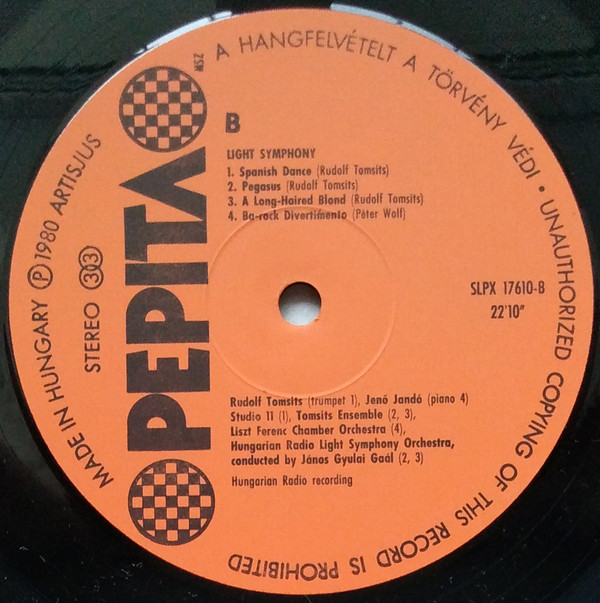 A HANGFELVÉTELT A TÖRVÉNY VÉDI • UNAUTHORIZED COPYING OF THIS RECORD IS PROHIBITED
MADE IN HUNGARY Ⓟ 1980 ARTISJUS
STEREO 303
PEPITA
NSZ
B
LIGHT SYMPHONY
1. Spanish Dance (Rudolf Tomsits)
2. Pegasus (Rudolf Tomsits)
3. A Long-Haired Blond (Rudolf Tomsits)
4. Ba-rock Divertimento (Péter Wolf)
SLPX 17610-B
22'10"
Rudolf Tomsits (trumpet 1), Jenő Jandó (piano 4)
Studio 11 (1), Tomsits Ensemble (2, 3),
Liszt Ferenc Chamber Orchestra (4),
Hungarian Radio Light Symphony Orchestra,
conducted by János Gyulai Gaál (2, 3)
Hungarian Radio recording